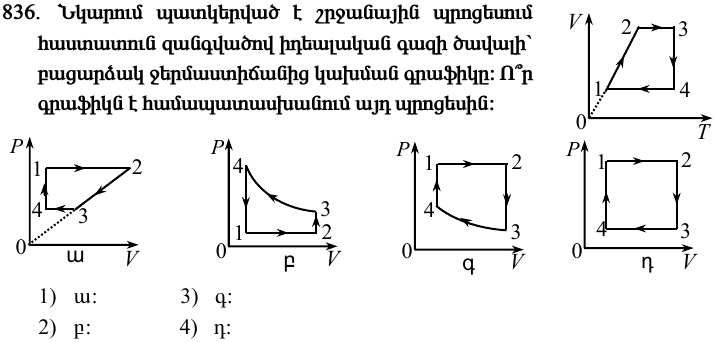 836. Նկարում պատկերված է շրջանային պրոցեսում
հաստատուն զանգվածով իդեալական գազի ծավալի՝
բացարձակ ջերմաստիճանից կախման գրաֆիկը: Ո՞ր
գրաֆիկն է համապատասխանում այդ պրոցեսին:
V 2 3 1 4 0 T
P 1 2 4 3 0 ա V
P 4 3 1 2 0 բ V
P 1 2 4 3 0 գ V
P 1 2 4 3 0 դ V
1) ա: 3) գ:
2) բ: 4) դ: